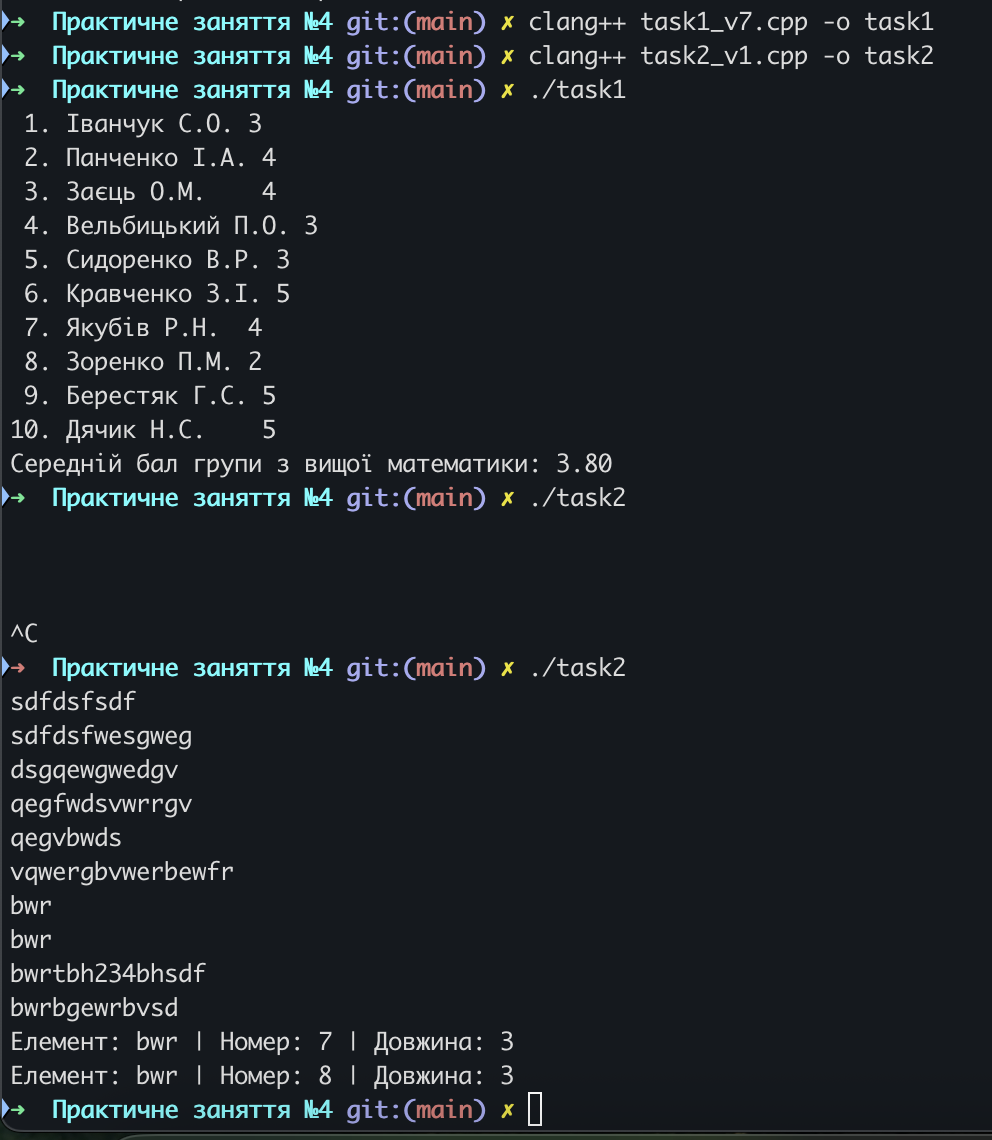 ➜  Практичне заняття №4 git:(main) ✗ clang++ task1_v7.cpp -o task1
➜  Практичне заняття №4 git:(main) ✗ clang++ task2_v1.cpp -o task2
➜  Практичне заняття №4 git:(main) ✗ ./task1
 1. Іванчук С.О. 3
 2. Панченко І.А. 4
 3. Заєць О.М.    4
 4. Вельбицький П.О. 3
 5. Сидоренко В.Р. 3
 6. Кравченко З.І. 5
 7. Якубів Р.Н.  4
 8. Зоренко П.М. 2
 9. Берестяк Г.С. 5
10. Дячик Н.С.    5
Середній бал групи з вищої математики: 3.80
➜  Практичне заняття №4 git:(main) ✗ ./task2
^C
➜  Практичне заняття №4 git:(main) ✗ ./task2
sdfdsfsdf
sdfdsfwesgweg
dsgqewgwedgv
qegfwdsvwrrgv
qegvbwds
vqwergbvwerbewfr
bwr
bwr
bwrtbh234bhsdf
bwrbgewrbvsd
Елемент: bwr | Номер: 7 | Довжина: 3
Елемент: bwr | Номер: 8 | Довжина: 3
➜  Практичне заняття №4 git:(main) ✗